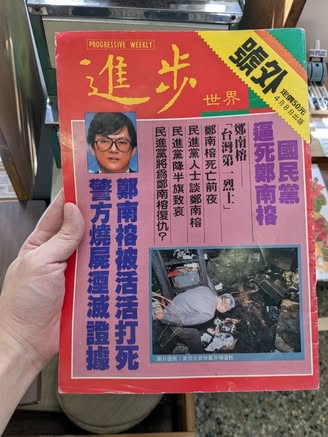 PROGRESSIVE WEEKLY
進步
世界
號外
定價50元
4月8日出版
國民黨
逼死鄭南榕
鄭南榕
「台灣第一烈士」
鄭南榕死亡前夜
民進黨人士談鄭南榕
民進黨降半旗致哀
民進黨將為鄭南榕復仇?
鄭南榕被活活打死
警方燒屍湮滅證據